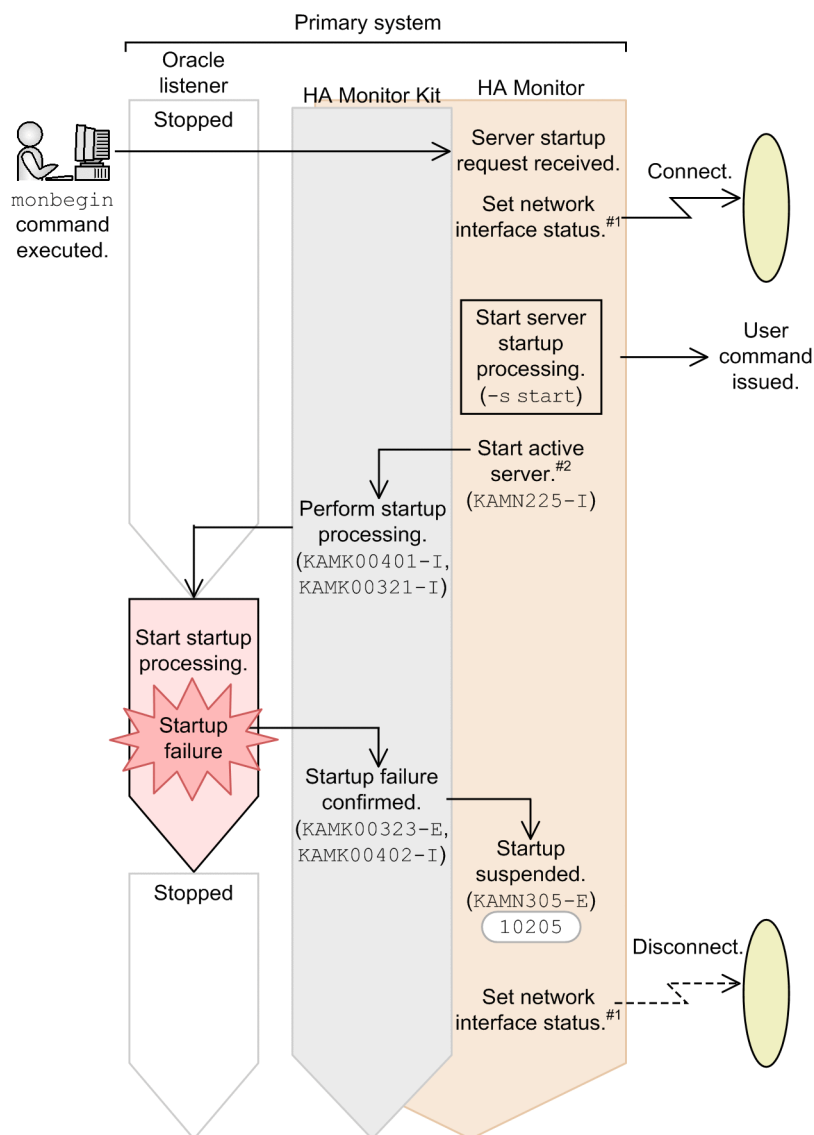 Primary system
Oracle
listener
HA Monitor Kit
HA Monitor
Stopped
monbegin
command
executed.
Server startup
request received.
Connect.
Set network
interface status.#1
Start server
startup
processing.
(-s start)
User
command
issued.
Start active
server.#2
(KAMN225-I)
Perform startup
processing.
(KAMK00401-I,
KAMK00321-I)
Start startup
processing.
Startup
failure
Startup failure
confirmed.
(KAMK00323-E,
KAMK00402-I)
Startup
suspended.
(KAMN305-E)
10205
Stopped
Disconnect.
Set network
interface status.#1